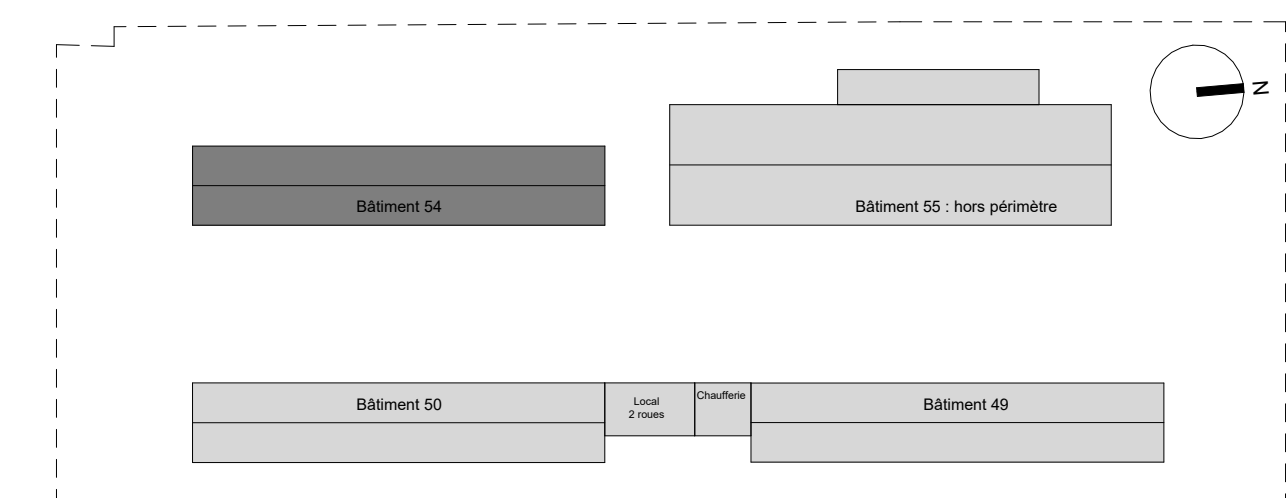 N
Bâtiment 54
Bâtiment 55 : hors périmètre
Bâtiment 50
Local
2 roues
Chaufferie
Bâtiment 49